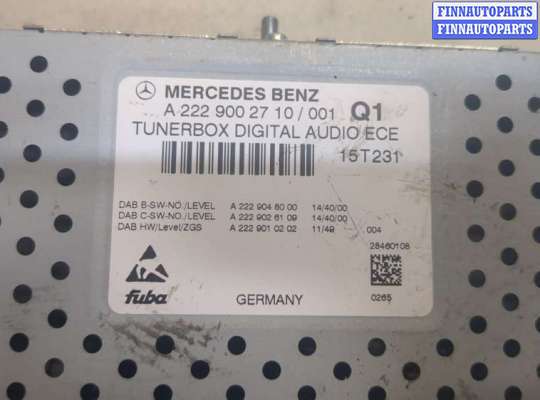 FINNAUTOPARTS
FINNAUTOPARTS
MERCEDES BENZ
A 222 900 27 10 / 001 Q1
TUNERBOX DIGITAL AUDIO ECE
15T231
DAB B-SW-NO./LEVEL A 222 904 80 00 14/40/00
DAB C-SW-NO./LEVEL A 222 902 61 09 14/40/00
DAB HW/Level/ZGS A 222 901 02 02 11/49 004
28460108
fuba
GERMANY
0265
FINNAUTOPARTS
FINNAUTOPARTS